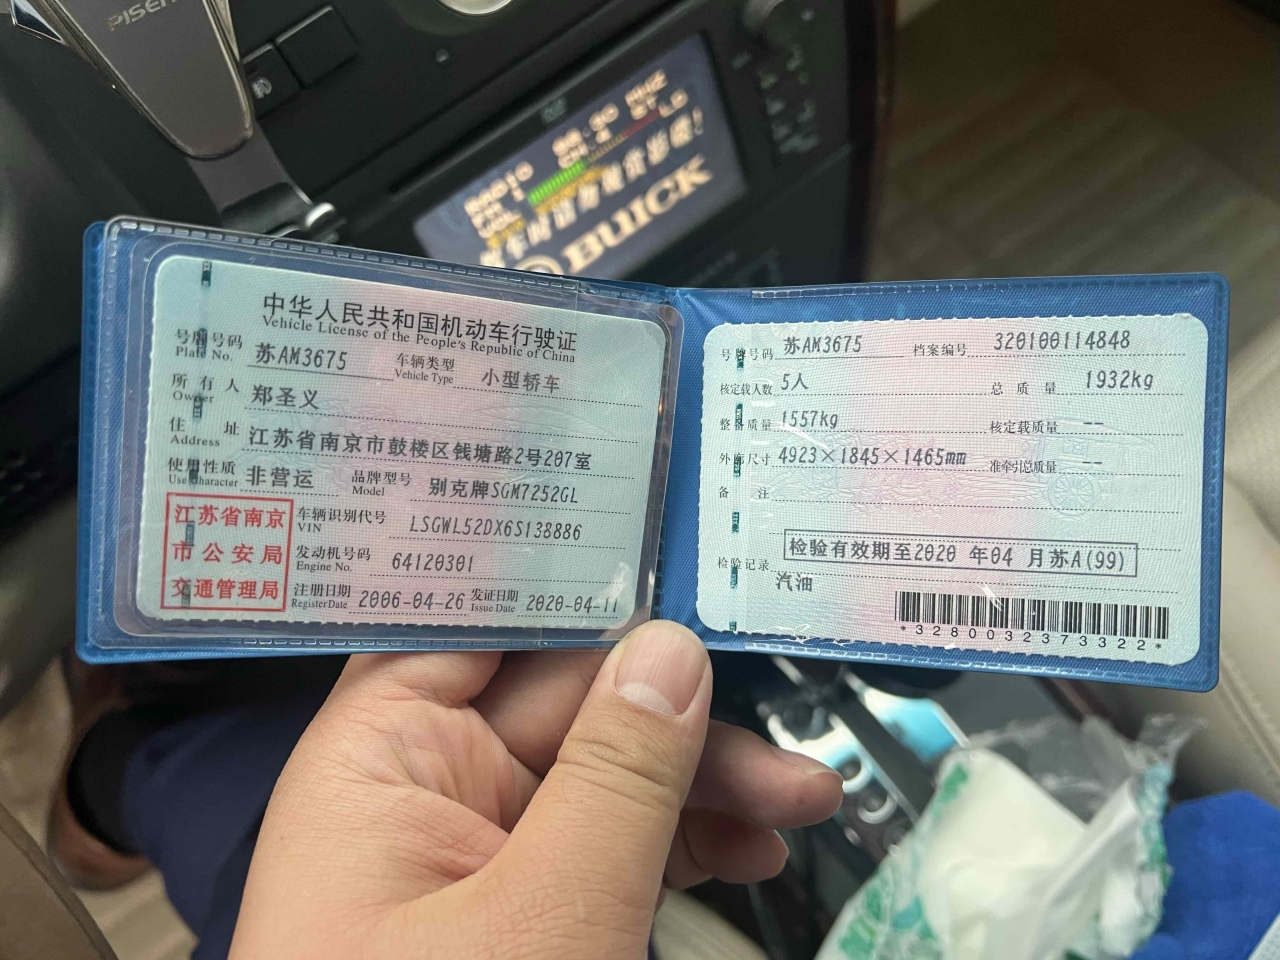 PISEN
RADIO
BUICK
中华人民共和国机动车行驶证
Vehicle License of the People's Republic of China
号牌号码 苏AM3675 车辆类型 小型轿车
Plate No. Vehicle Type
所有人 郑圣义
Owner
住址 江苏省南京市鼓楼区钱塘路2号207室
Address
使用性质 非营运 品牌型号 别克牌SGM7252GL
Use Character Model
江苏省南京
市公安局
交通管理局
车辆识别代号 LSGWL52DX6S138886
VIN
发动机号码 64120301
Engine No.
注册日期 2006-04-26 发证日期 2020-04-11
Register Date Issue Date
号牌号码 苏AM3675 档案编号 320100114848
核定载人数 5人 总质量 1932kg
整备质量 1557kg 核定载质量 --
外廓尺寸 4923×1845×1465mm 准牵引总质量 --
备注
检验有效期至2020 年04 月苏A(99)
检验记录
汽油
*3280032373322*